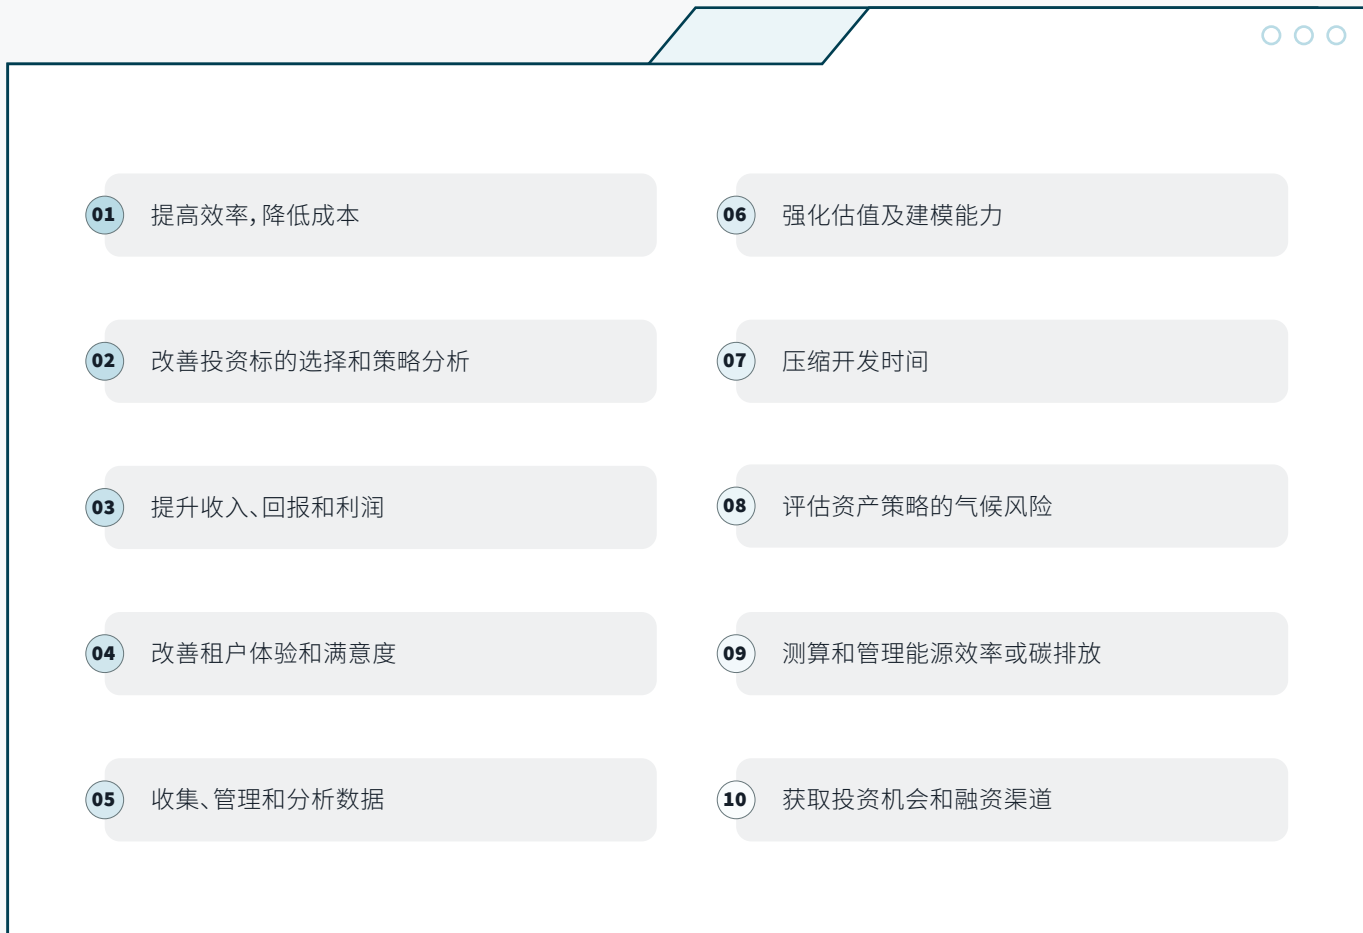 01 提高效率,降低成本
02 改善投资标的选择和策略分析
03 提升收入、回报和利润
04 改善租户体验和满意度
05 收集、管理和分析数据
06 强化估值及建模能力
07 压缩开发时间
08 评估资产策略的气候风险
09 测算和管理能源效率或碳排放
10 获取投资机会和融资渠道